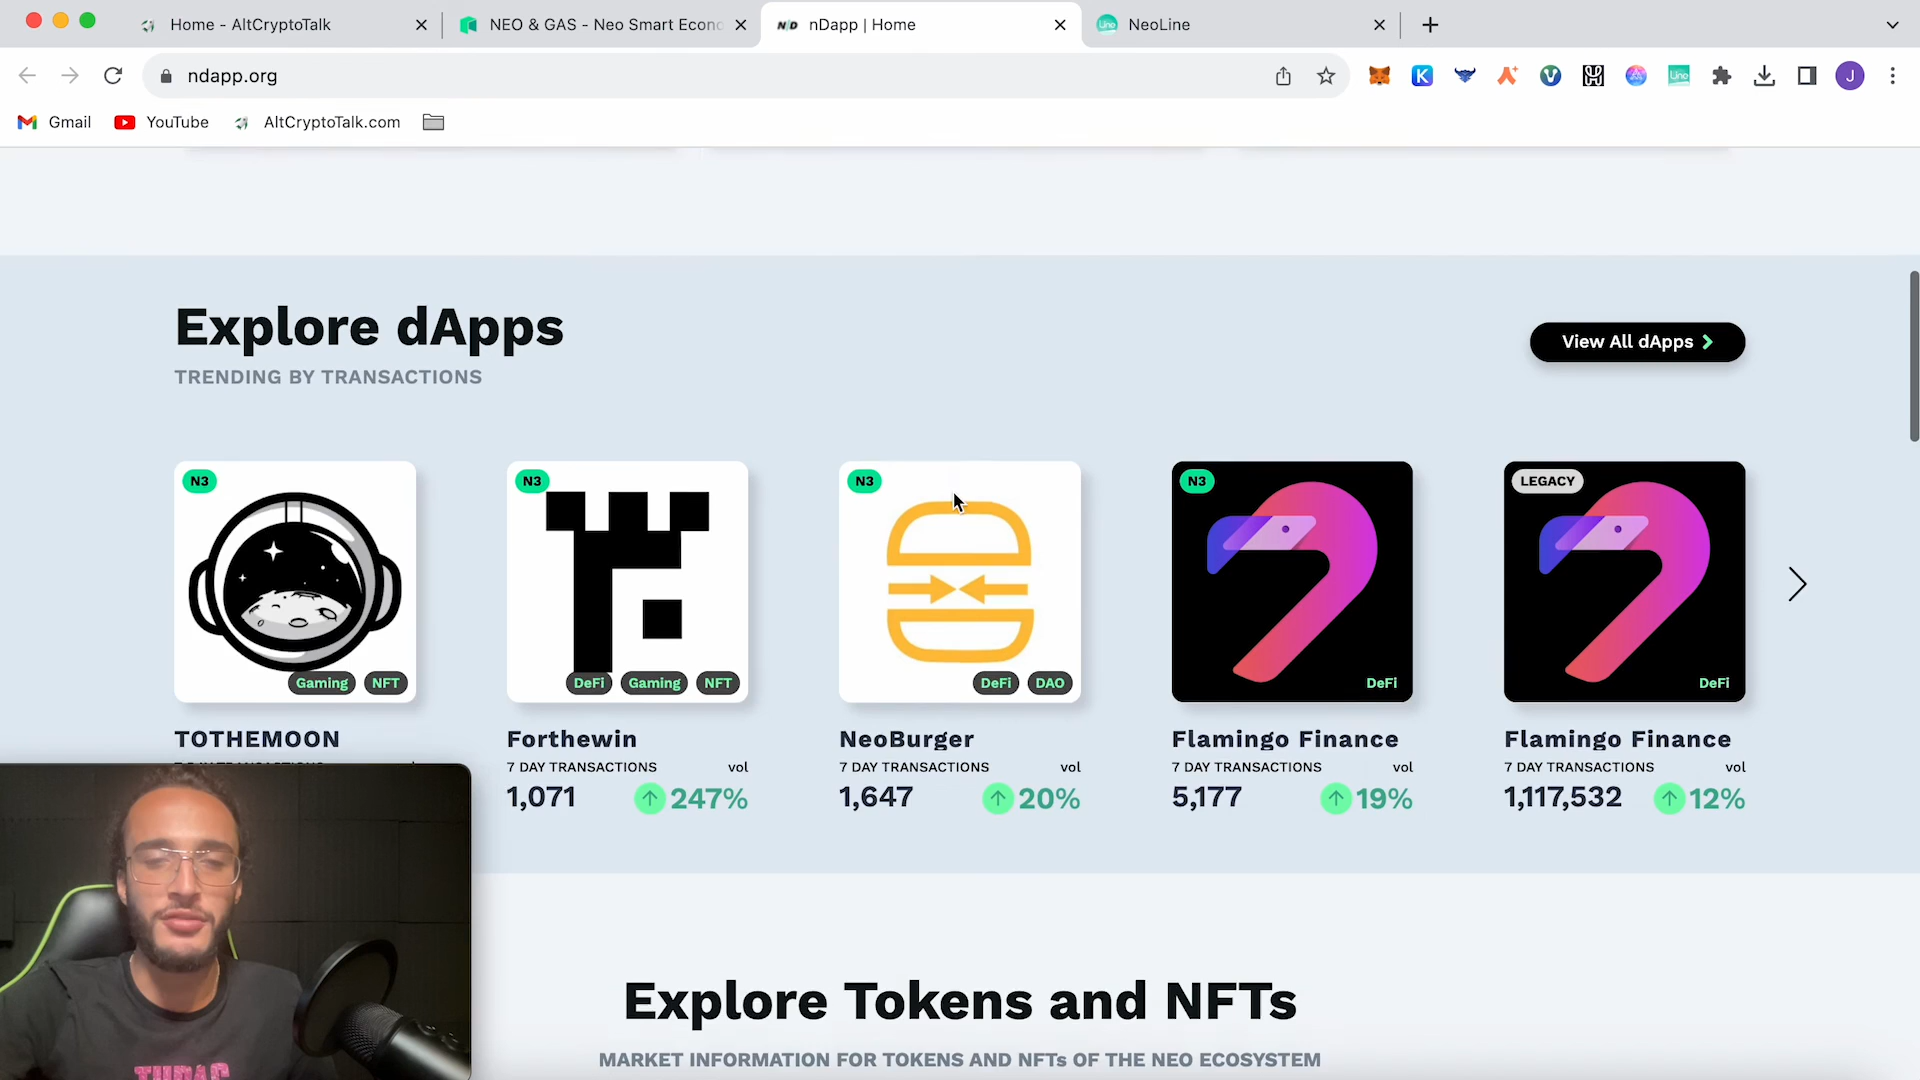 Home - AltCryptoTalk
NEO & GAS - Neo Smart Econo
N/D nDapp | Home
Line NeoLine
ndapp.org
K
Line
J
Gmail
YouTube
AltCryptoTalk.com
Explore dApps
TRENDING BY TRANSACTIONS
View All dApps
N3
Gaming
NFT
TOTHEMOON
N3
DeFi
Gaming
NFT
Forthewin
7 DAY TRANSACTIONS
vol
1,071
247%
N3
DeFi
DAO
NeoBurger
7 DAY TRANSACTIONS
vol
1,647
20%
N3
DeFi
Flamingo Finance
7 DAY TRANSACTIONS
vol
5,177
19%
LEGACY
DeFi
Flamingo Finance
7 DAY TRANSACTIONS
vol
1,117,532
12%
Explore Tokens and NFTs
MARKET INFORMATION FOR TOKENS AND NFTs OF THE NEO ECOSYSTEM